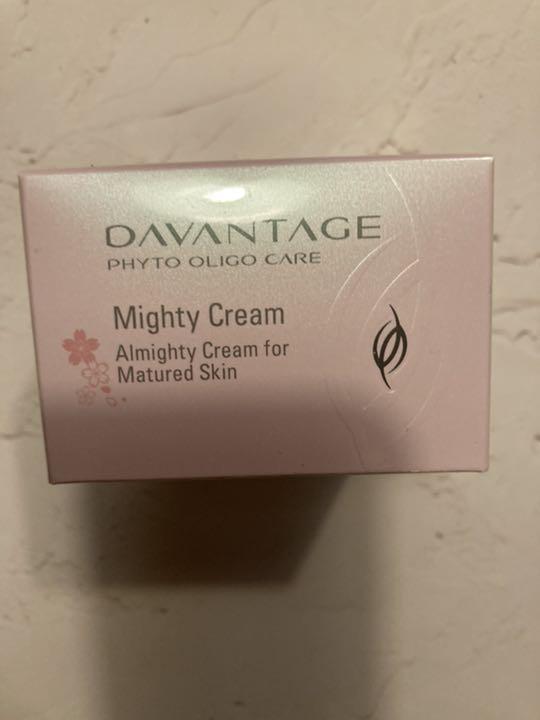 DAVANTAGE
PHYTO OLIGO CARE
Mighty Cream
Almighty Cream for
Matured Skin